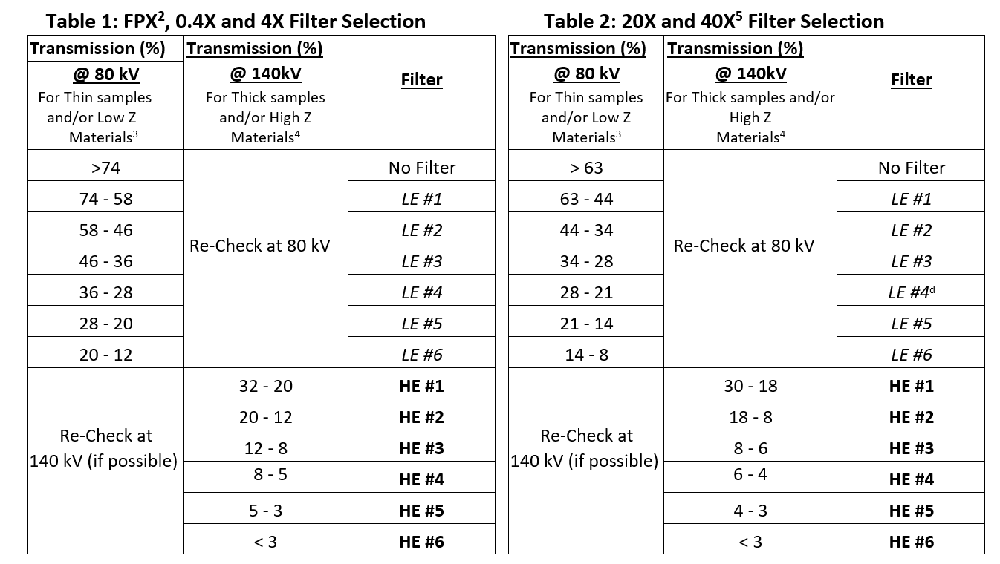 Table 1: FPX², 0.4X and 4X Filter Selection
Transmission (%)
@ 80 kV
For Thin samples
and/or Low Z
Materials³
Transmission (%)
@ 140kV
For Thick samples
and/or High Z
Materials⁴
Filter
>74
Re-Check at 80 kV
No Filter
74 - 58
LE #1
58 - 46
LE #2
46 - 36
LE #3
36 - 28
LE #4
28 - 20
LE #5
20 - 12
LE #6
Re-Check at
140 kV (if possible)
32 - 20
HE #1
20 - 12
HE #2
12 - 8
HE #3
8 - 5
HE #4
5 - 3
HE #5
< 3
HE #6
Table 2: 20X and 40X⁵ Filter Selection
Transmission (%)
@ 80 kV
For Thin samples
and/or Low Z
Materials³
Transmission (%)
@ 140kV
For Thick samples and/or
High Z
Materials⁴
Filter
> 63
Re-Check at 80 kV
No Filter
63 - 44
LE #1
44 - 34
LE #2
34 - 28
LE #3
28 - 21
LE #4ᵈ
21 - 14
LE #5
14 - 8
LE #6
Re-Check at
140 kV (if possible)
30 - 18
HE #1
18 - 8
HE #2
8 - 6
HE #3
6 - 4
HE #4
4 - 3
HE #5
< 3
HE #6